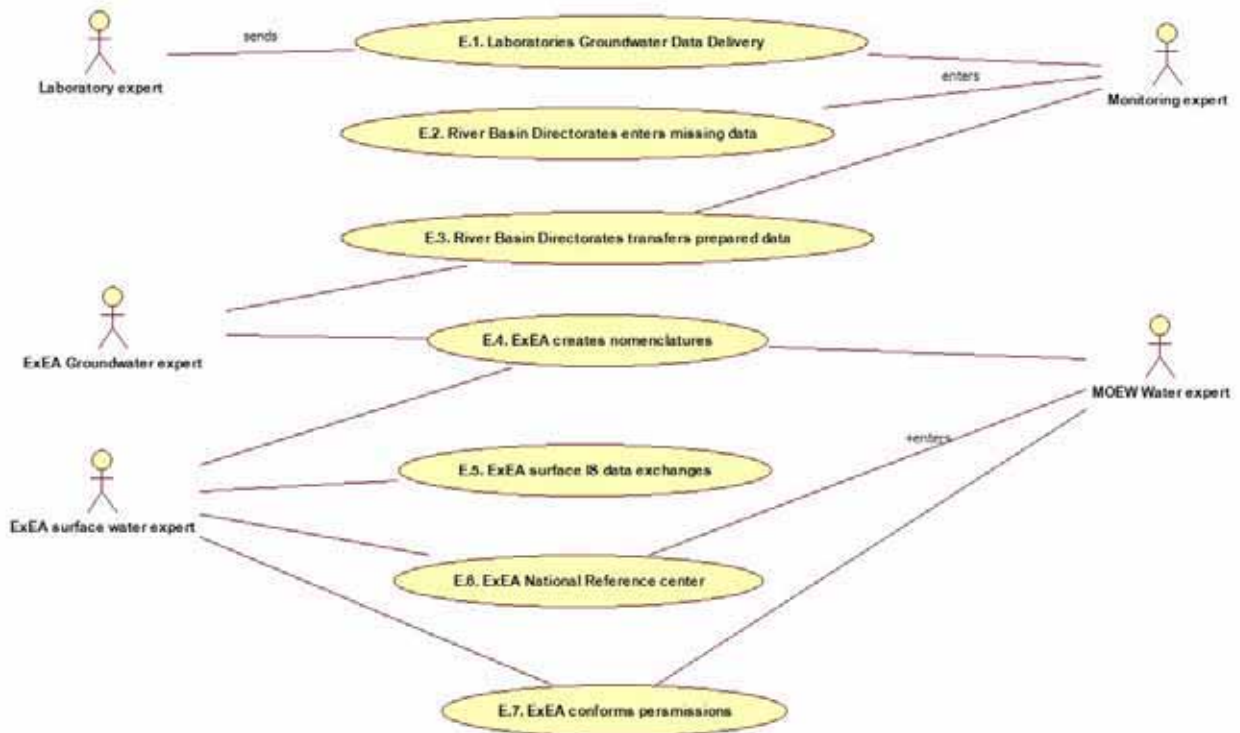 sends
E.1. Laboratories Groundwater Data Delivery
Laboratory expert
enters
Monitoring expert
E.2. River Basin Directorates enters missing data
E.3. River Basin Directorates transfers prepared data
E.4. ExEA creates nomenclatures
ExEA Groundwater expert
MOEW Water expert
+enters
E.5. ExEA surface IS data exchanges
ExEA surface water expert
E.6. ExEA National Reference center
E.7. ExEA conforms persmissions